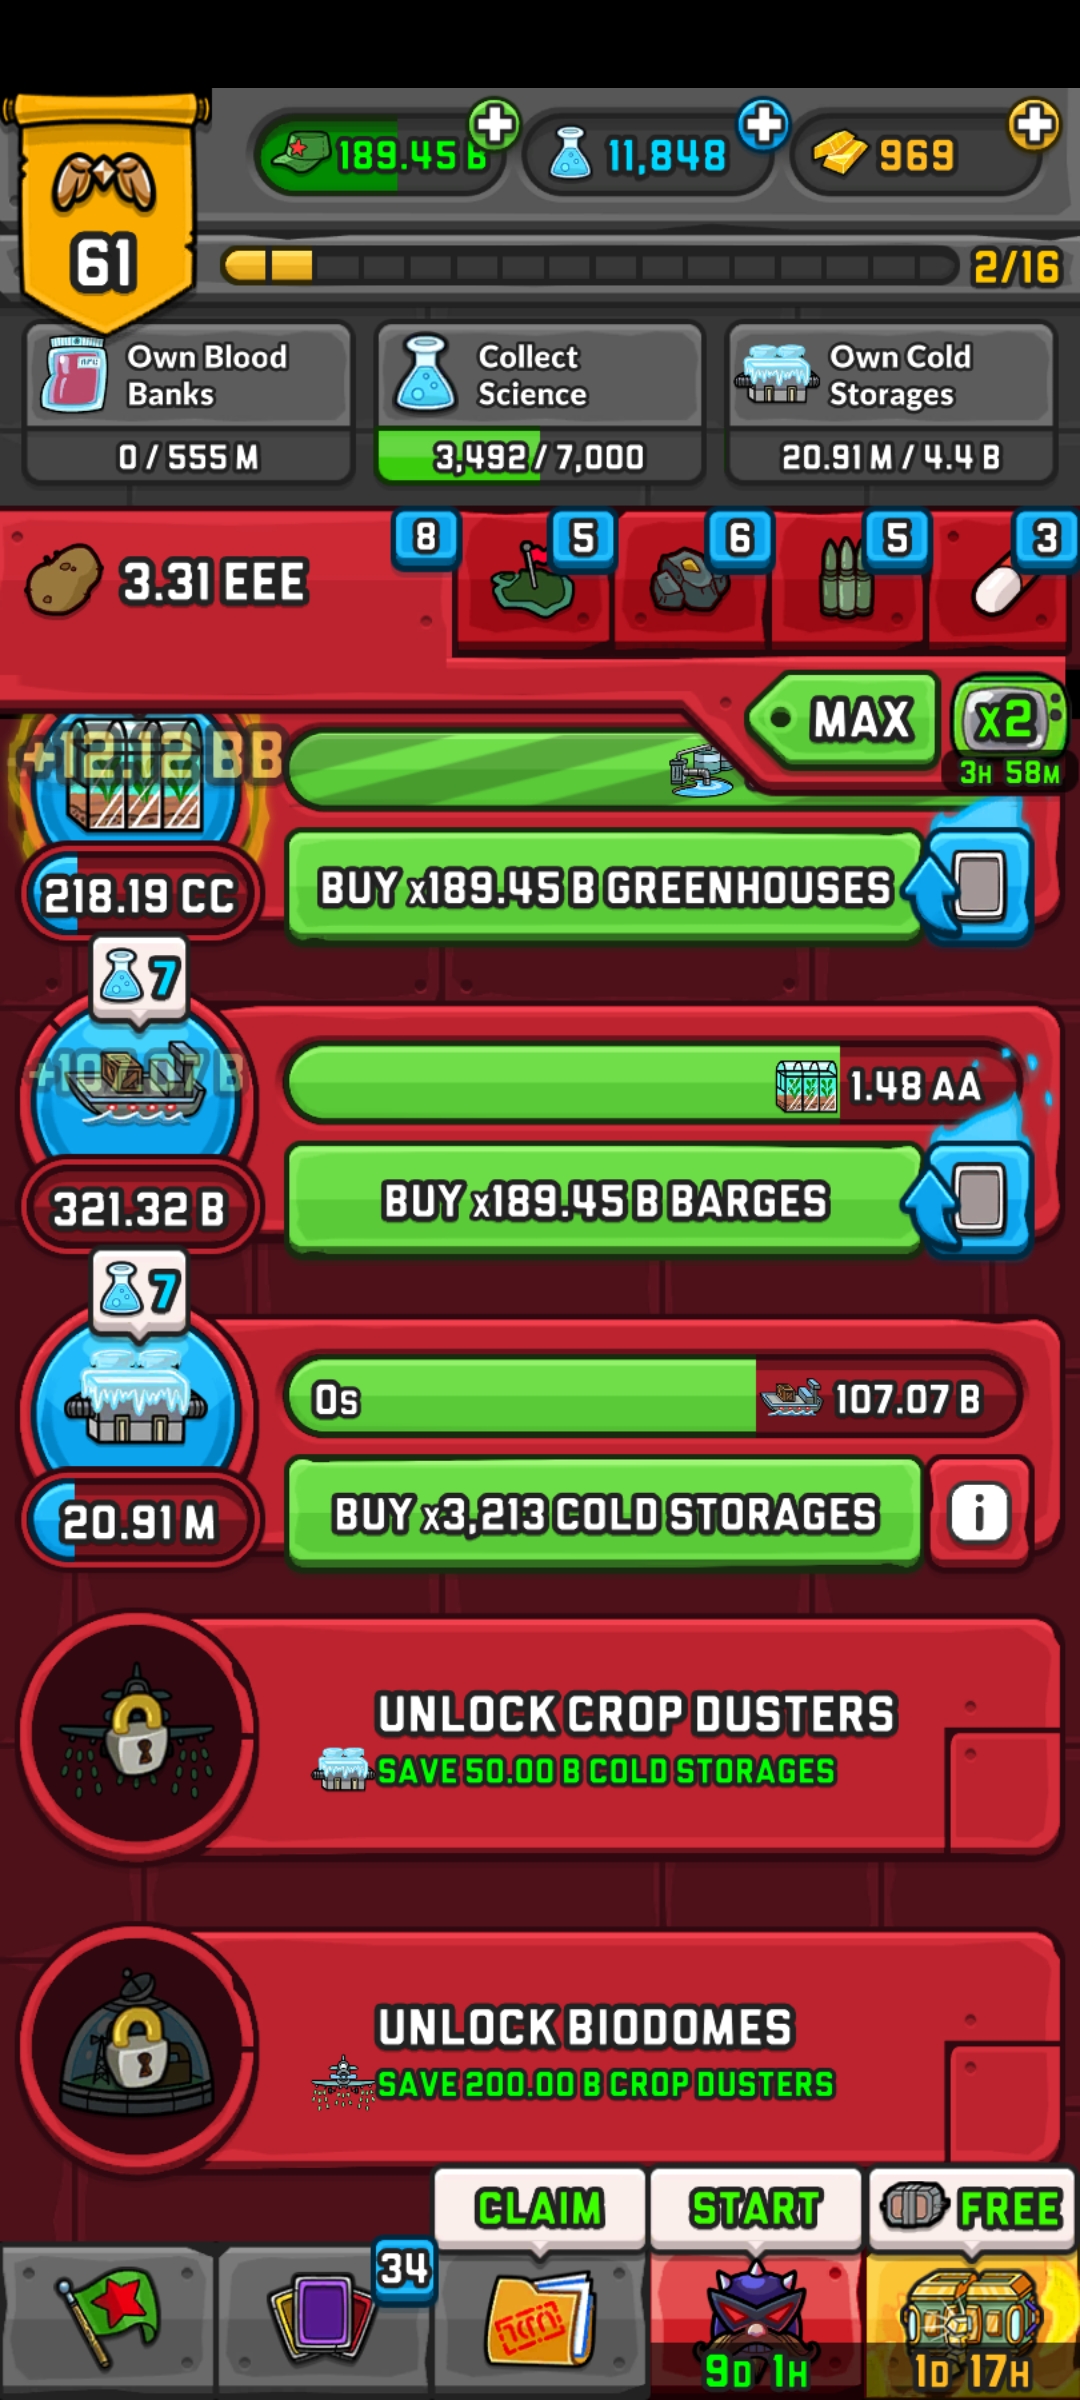 189.45 B
11,848
969
61
2/16
Own Blood
Banks
0 / 555 M
Collect
Science
3,492 / 7,000
Own Cold
Storages
20.91 M / 4.4 B
3.31 EEE
8
5
6
5
3
MAX
x2
3H 58M
+12.12 BB
218.19 CC
BUY x189.45 B GREENHOUSES
7
+107.07 B
1.48 AA
321.32 B
BUY x189.45 B BARGES
7
0s
107.07 B
20.91 M
BUY x3,213 COLD STORAGES
i
UNLOCK CROP DUSTERS
SAVE 50.00 B COLD STORAGES
UNLOCK BIODOMES
SAVE 200.00 B CROP DUSTERS
CLAIM
START
FREE
34
9D 1H
1D 17H